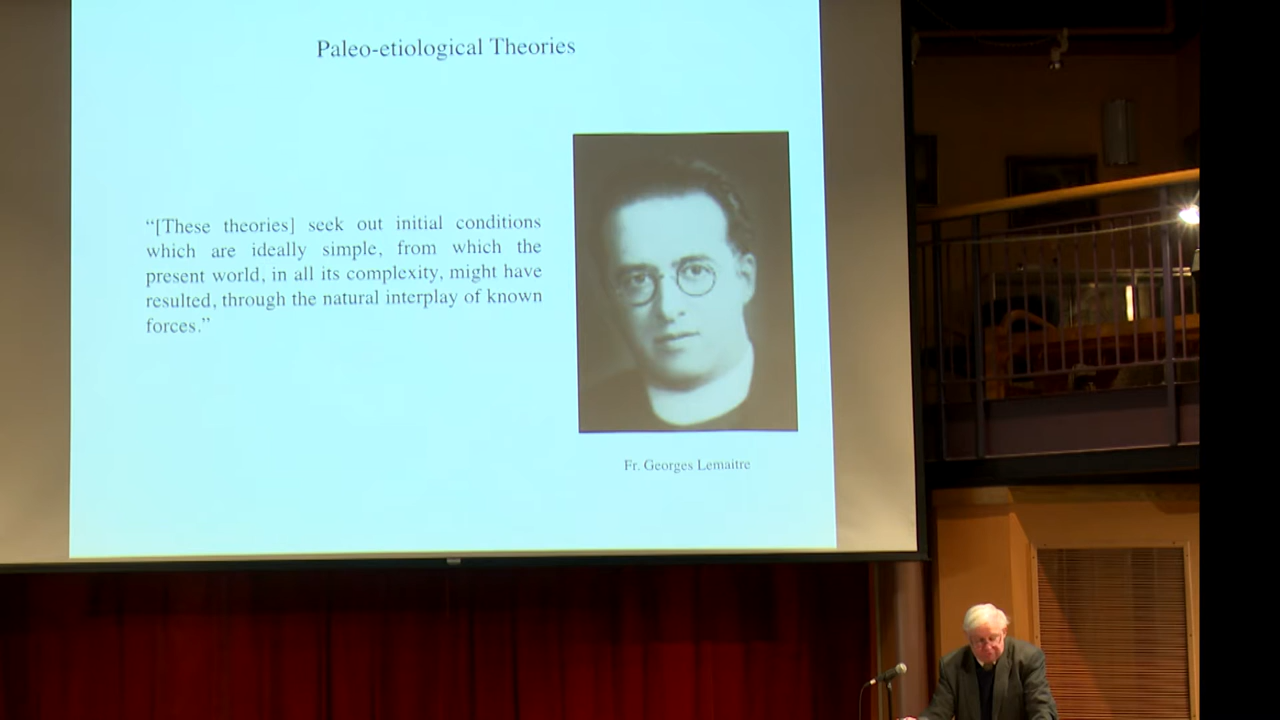 Paleo-etiological Theories
“[These theories] seek out initial conditions
which are ideally simple, from which the
present world, in all its complexity, might have
resulted, through the natural interplay of known
forces.”
Fr. Georges Lemaitre